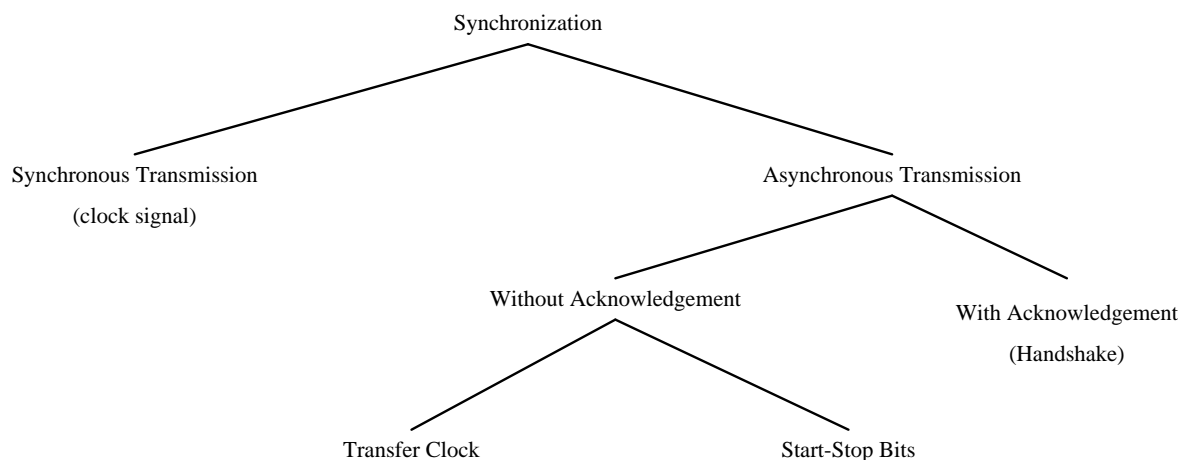 Synchronization
Synchronous Transmission
(clock signal)
Asynchronous Transmission
Without Acknowledgement
With Acknowledgement
(Handshake)
Transfer Clock
Start-Stop Bits